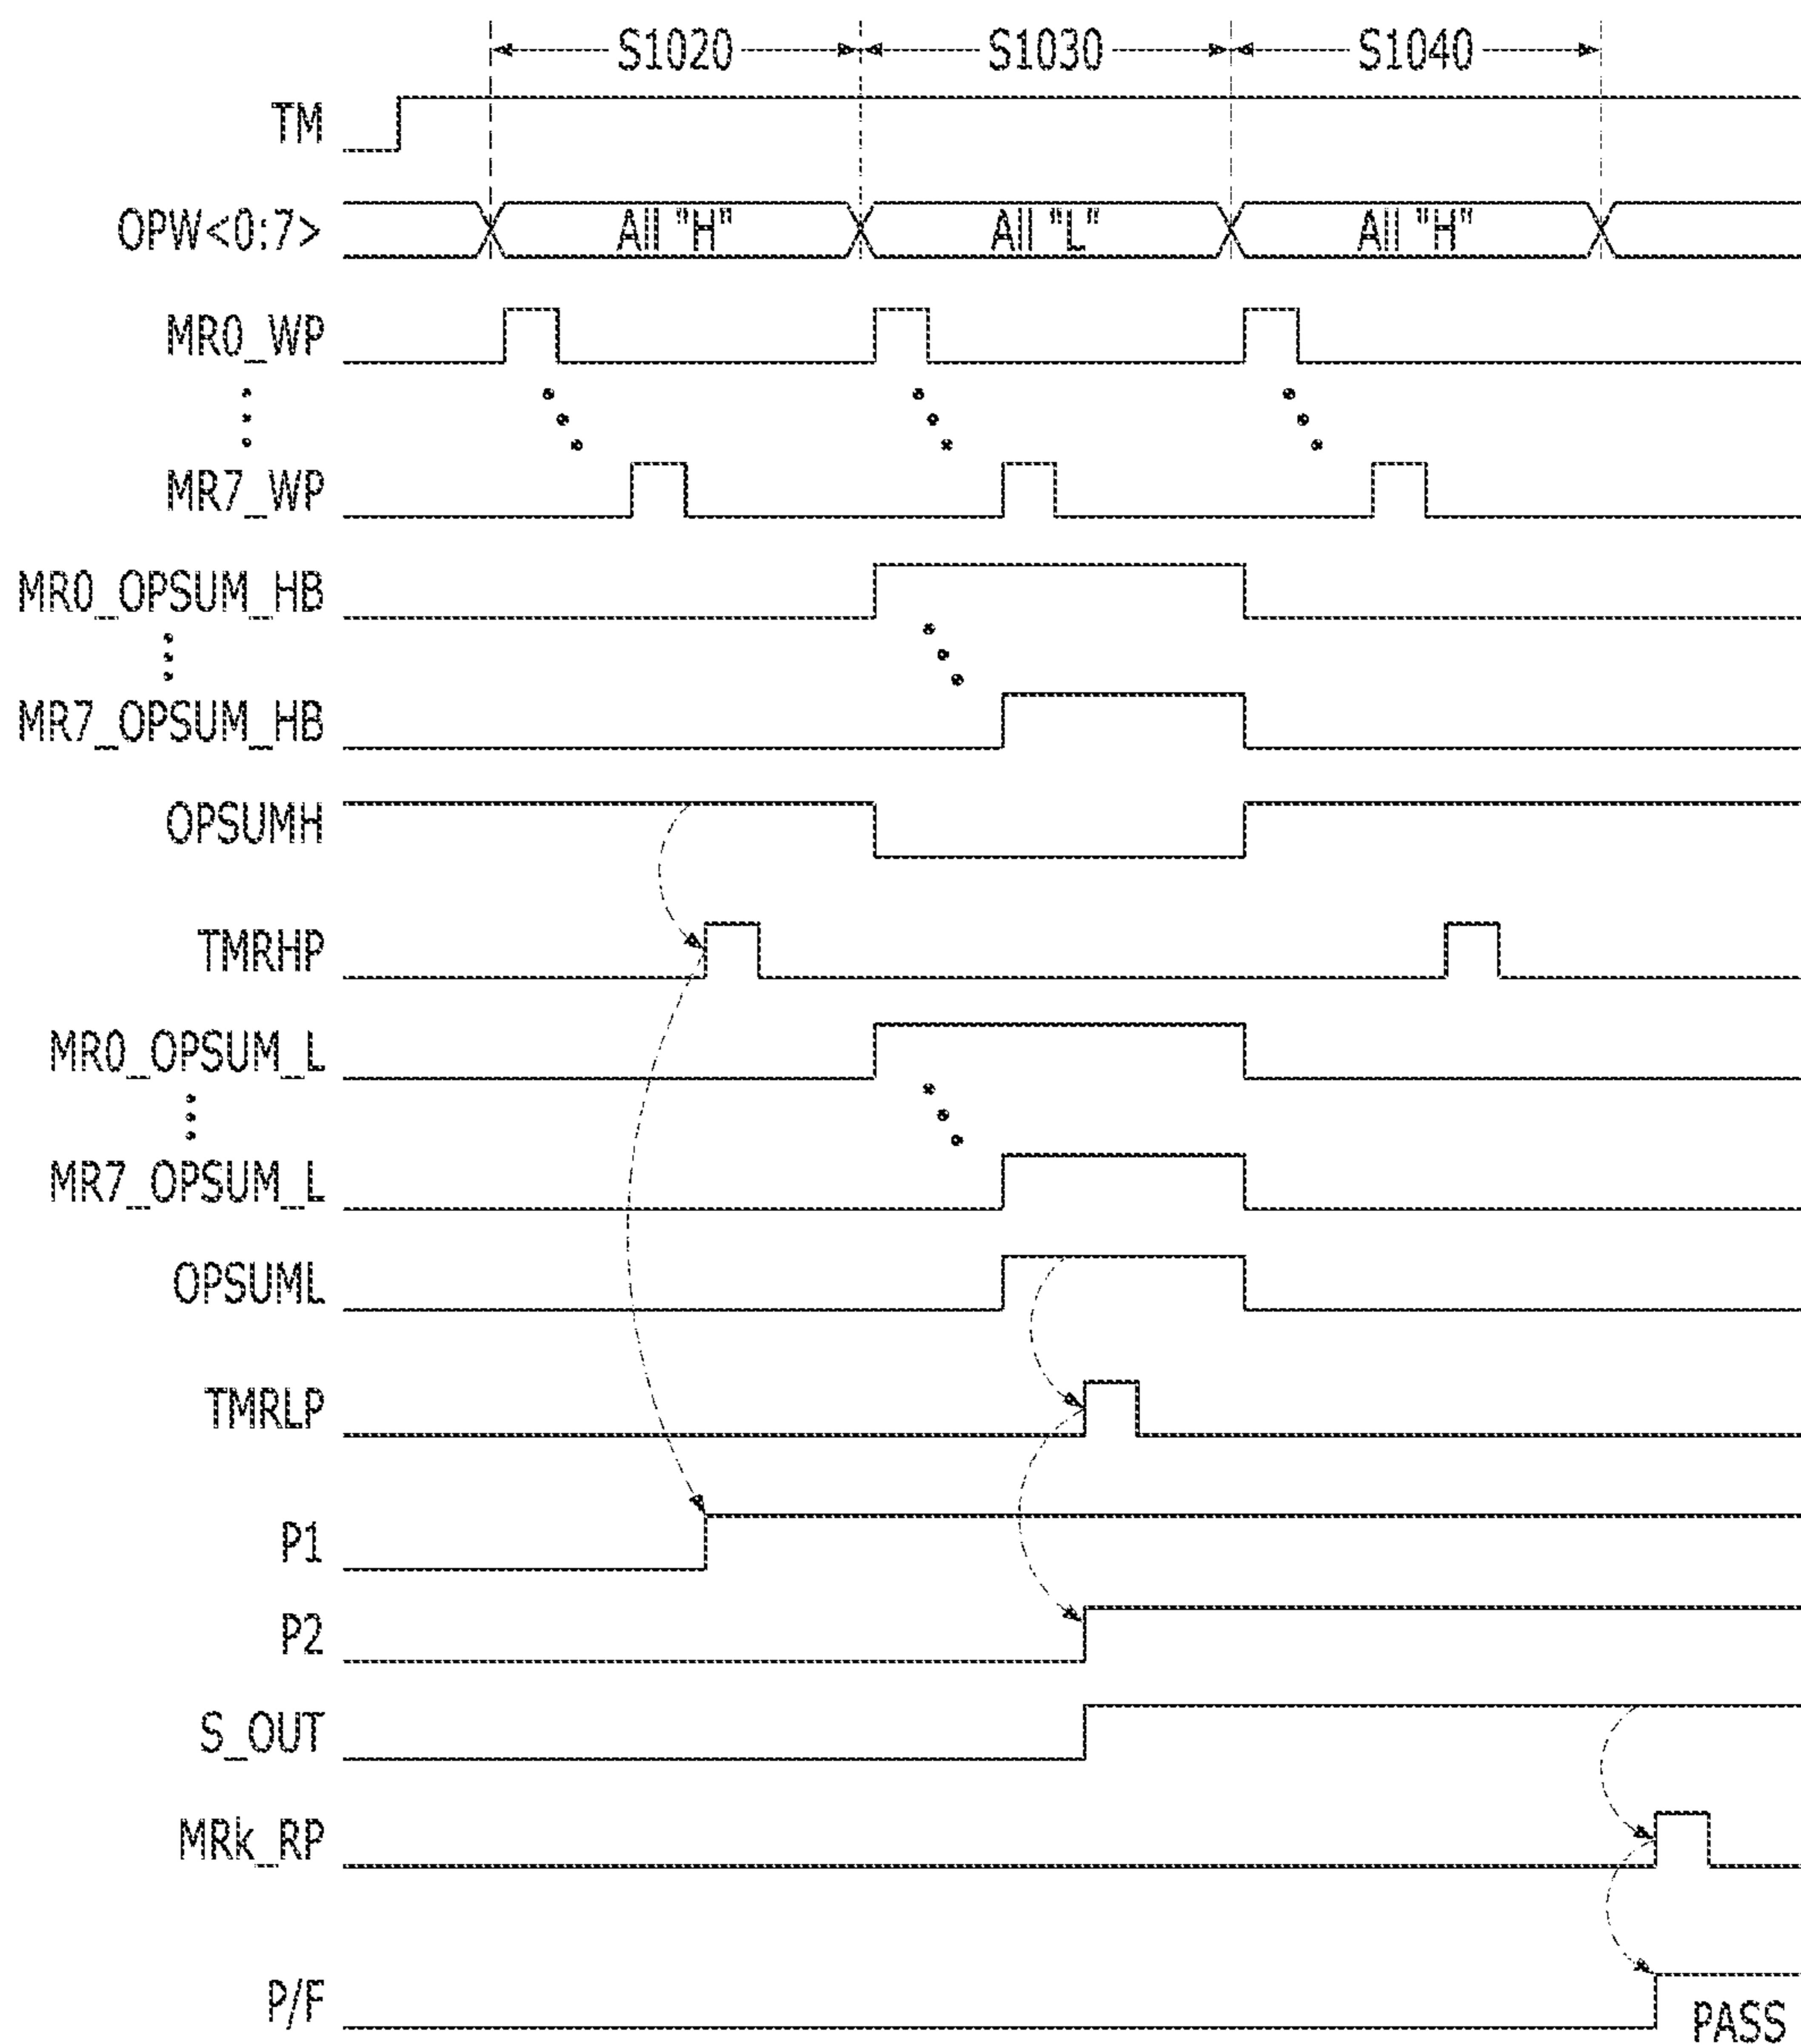 S1020 S1030 S1040
TM
OPW<0:7> All "H" All "L" All "H"
MR0_WP
MR7_WP
MR0_OPSUM_HB
MR7_OPSUM_HB
OPSUMH
TMRHP
MR0_OPSUM_L
MR7_OPSUM_L
OPSUML
TMRLP
P1
P2
S_OUT
MRk_RP
P/F PASS